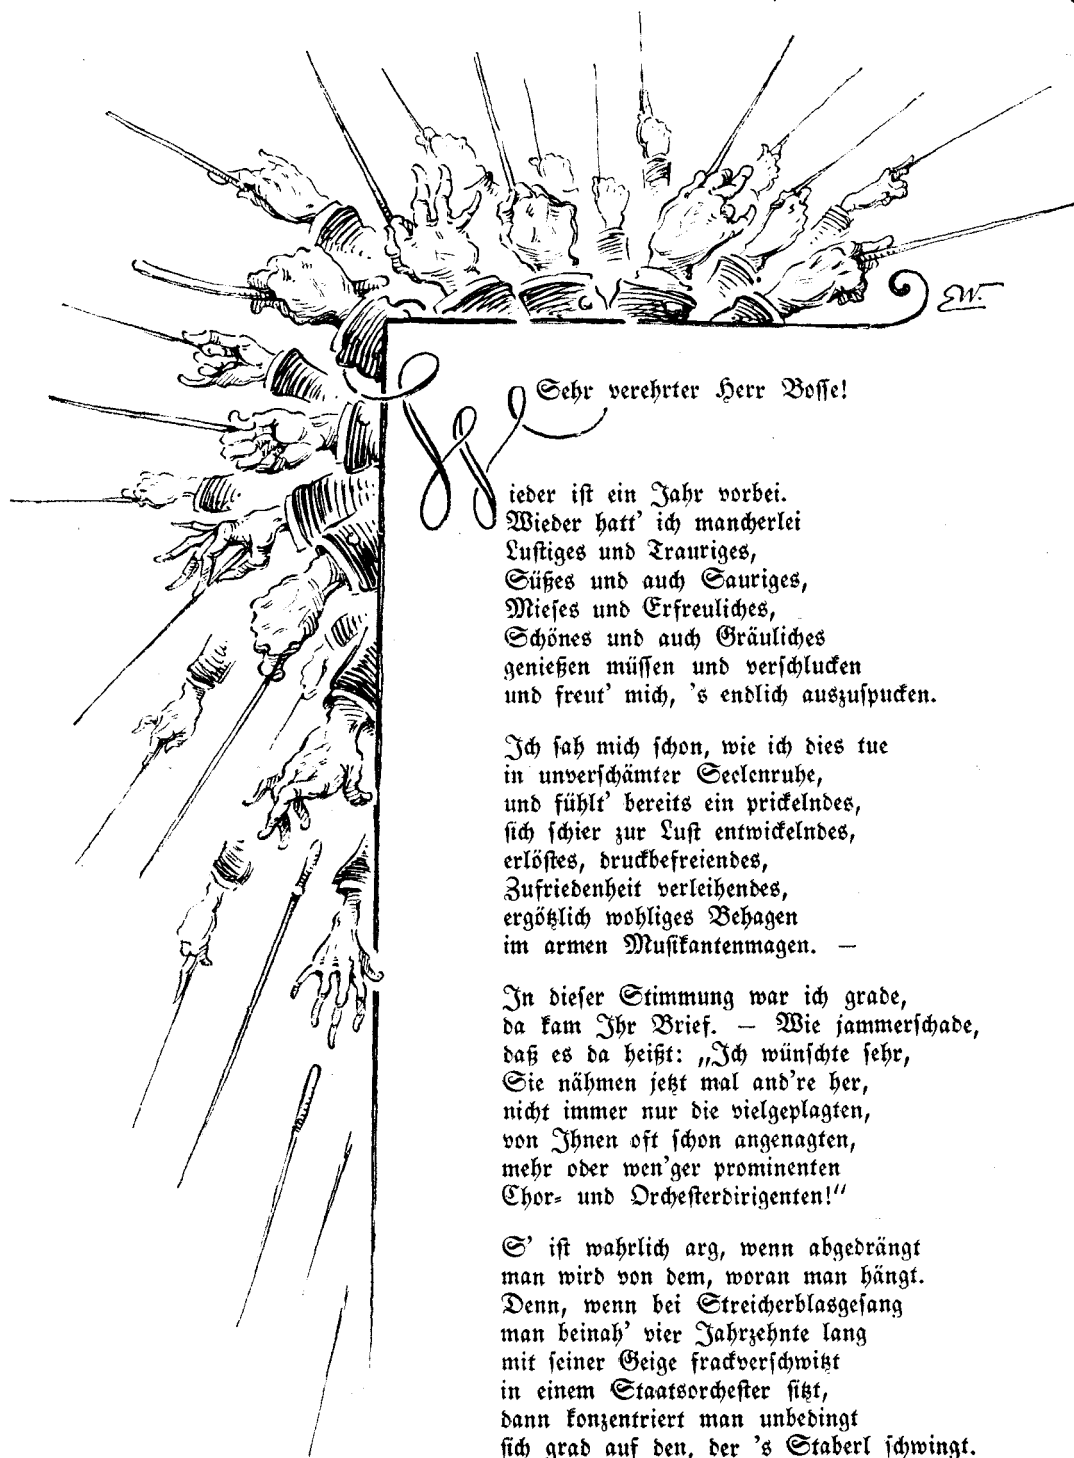 EW.
Sehr verehrter Herr Bosse!
Wieder ist ein Jahr vorbei.
Wieder hatt' ich mancherlei
Lustiges und Trauriges,
Süßes und auch Sauriges,
Mieses und Erfreuliches,
Schönes und auch Gräuliches
genießen müssen und verschlucken
und freut' mich, 's endlich auszuspucken.
Ich sah mich schon, wie ich dies tue
in unverschämter Seelenruhe,
und fühlt' bereits ein prickelndes,
sich schier zur Lust entwickelndes,
erlöstes, druckbefreiendes,
Zufriedenheit verleihendes,
ergötzlich wohliges Behagen
im armen Musikantenmagen. —
In dieser Stimmung war ich grade,
da kam Ihr Brief. — Wie jammerschade,
daß es da heißt: „Ich wünschte sehr,
Sie nähmen jetzt mal and're her,
nicht immer nur die vielgeplagten,
von Ihnen oft schon angenagten,
mehr oder wen'ger prominenten
Chor- und Orchesterdirigenten!"
S' ist wahrlich arg, wenn abgedrängt
man wird von dem, woran man hängt.
Denn, wenn bei Streicherblasgesang
man beinah' vier Jahrzehnte lang
mit seiner Geige frackverschwitzt
in einem Staatsorchester sitzt,
dann konzentriert man unbedingt
sich grad auf den, der 's Staberl schwingt.